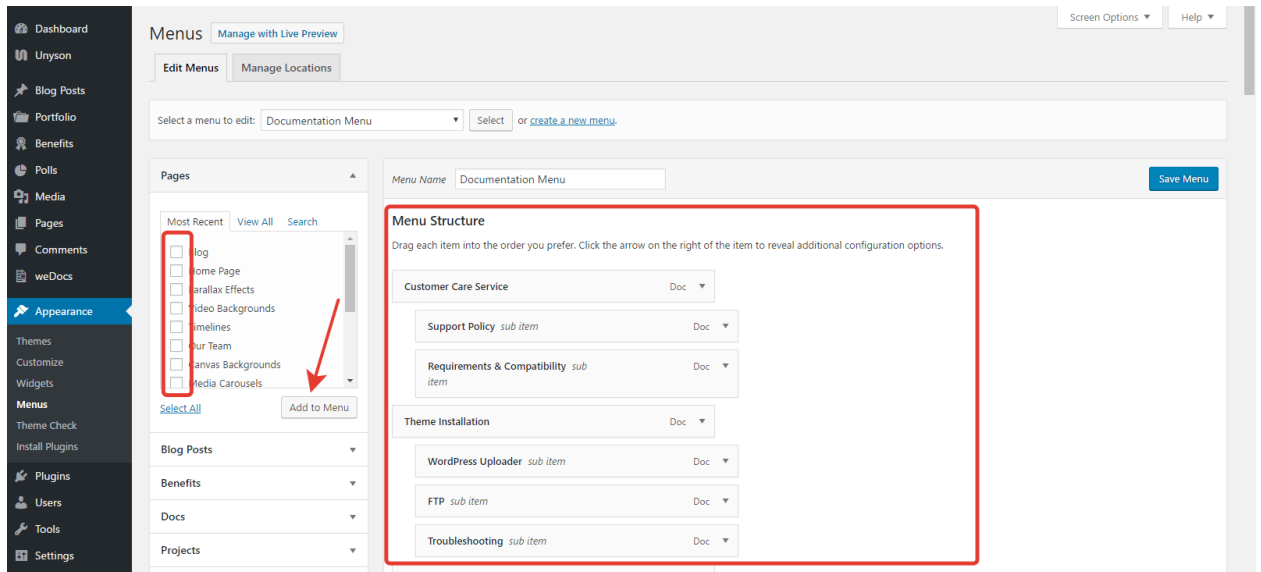 Dashboard
Unyson
Blog Posts
Portfolio
Benefits
Polls
Media
Pages
Comments
weDocs
Appearance
Themes
Customize
Widgets
Menus
Theme Check
Install Plugins
Plugins
Users
Tools
Settings
Screen Options ▼ Help ▼
Menus Manage with Live Preview
Edit Menus Manage Locations
Select a menu to edit: Documentation Menu ▼ Select or create a new menu.
Pages ▲
Most Recent View All Search
Blog
Home Page
Parallax Effects
Video Backgrounds
Timelines
Our Team
Canvas Backgrounds
Media Carousels
Select All Add to Menu
Blog Posts ▼
Benefits ▼
Docs ▼
Projects ▼
Menu Name Documentation Menu Save Menu
Menu Structure
Drag each item into the order you prefer. Click the arrow on the right of the item to reveal additional configuration options.
Customer Care Service Doc ▼
Support Policy sub item Doc ▼
Requirements & Compatibility sub Doc ▼
item
Theme Installation Doc ▼
WordPress Uploader sub item Doc ▼
FTP sub item Doc ▼
Troubleshooting sub item Doc ▼